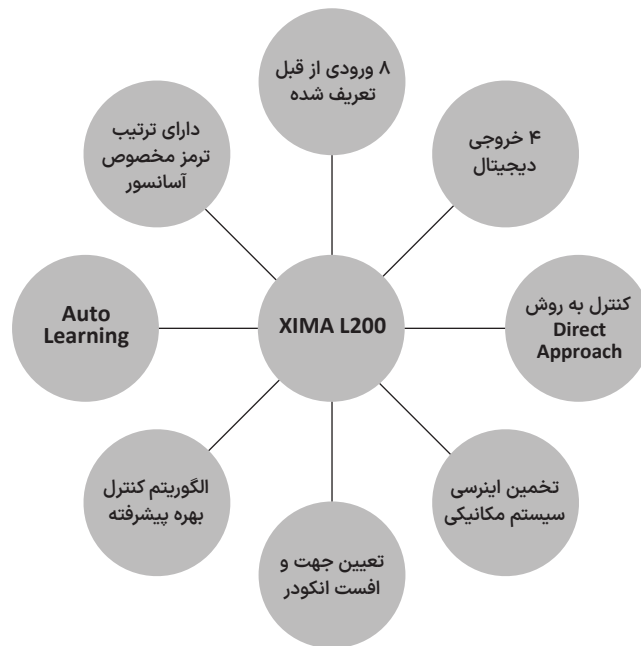 ۸ ورودی از قبل
تعریف شده
۴ خروجی
دیجیتال
کنترل به روش
Direct
Approach
تخمین اینرسی
سیستم مکانیکی
تعیین جهت و
افست انکودر
الگوریتم کنترل
بهره پیشرفته
Auto
Learning
دارای ترتیب
ترمز مخصوص
آسانسور
XIMA L200